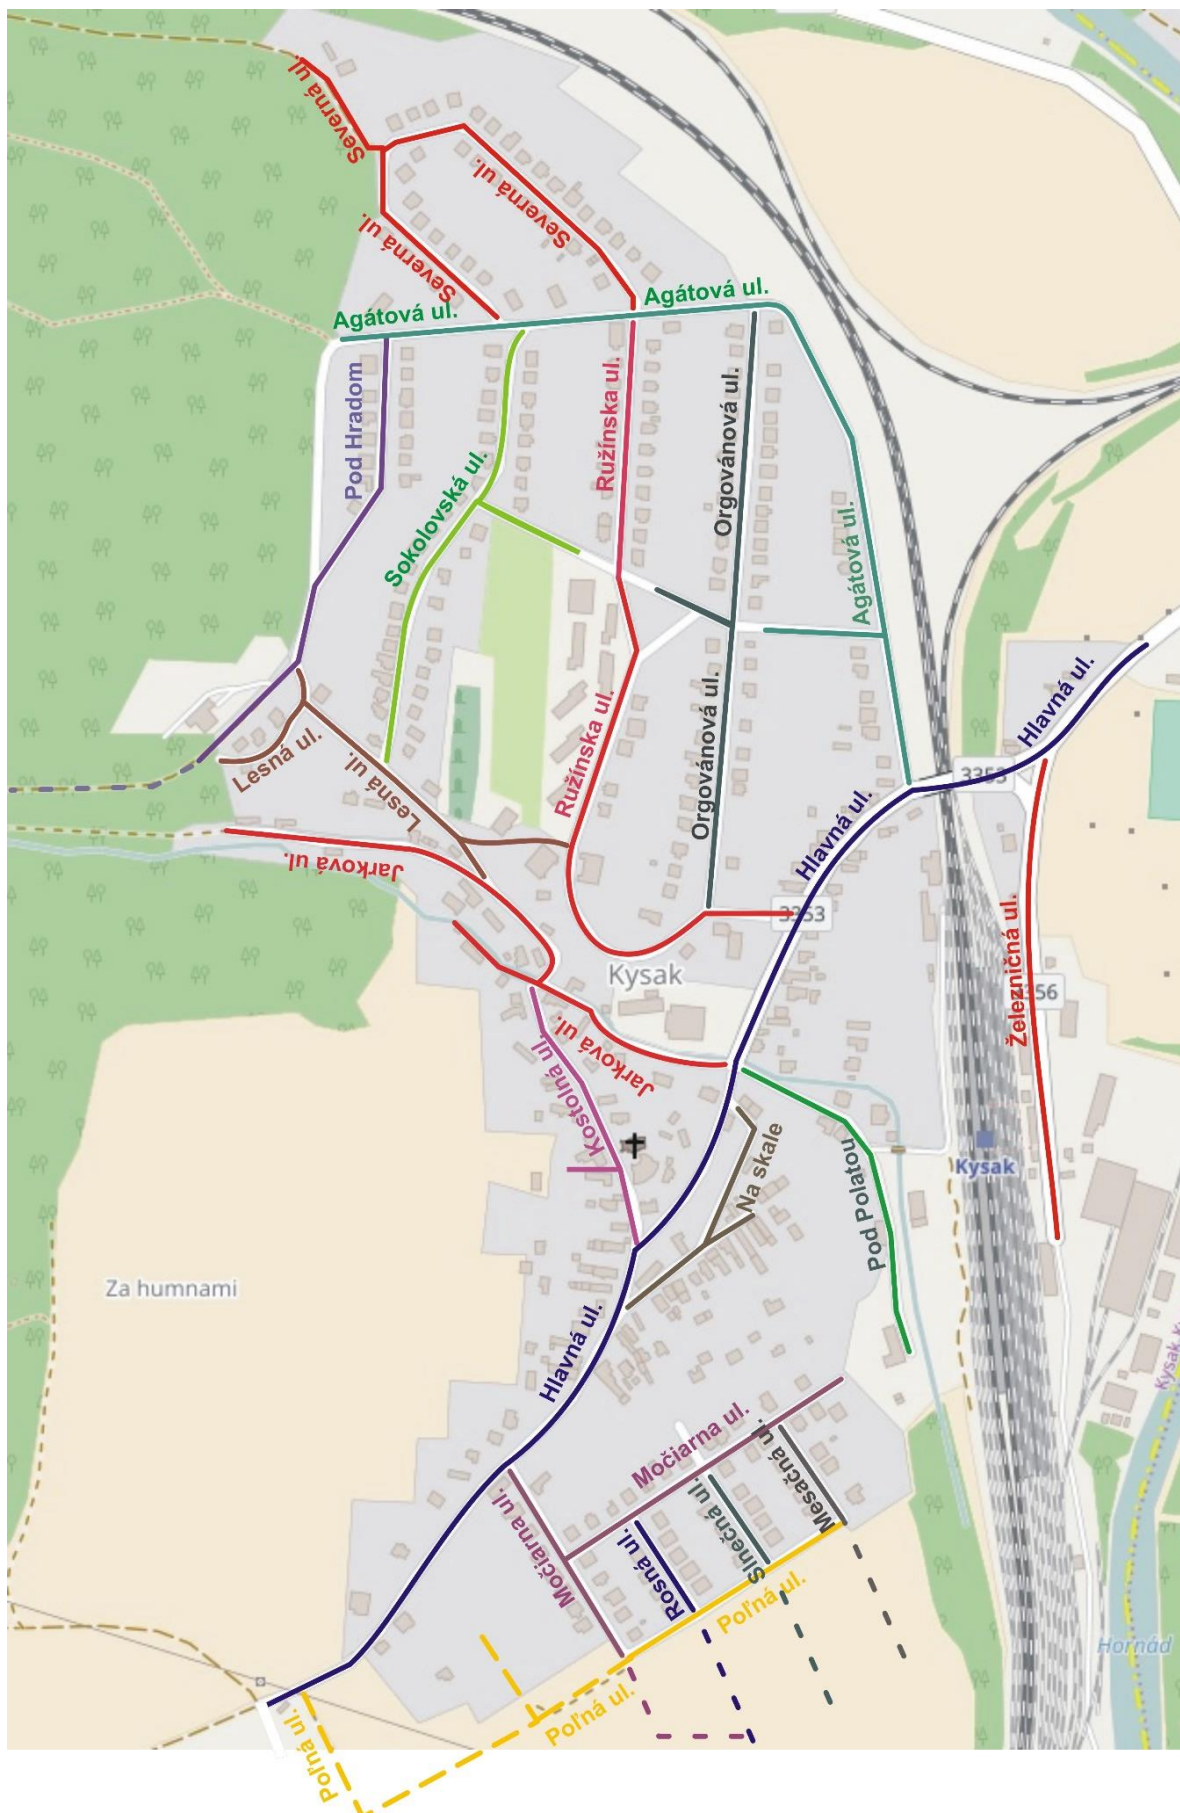 Severná ul.
Severná ul.
Severná ul.
Agátová ul.
Agátová ul.
Pod Hradom
Ružínska ul.
Orgovánová ul.
Sokolovská ul.
Agátová ul.
Hlavná ul.
Lesná ul.
Lesná ul.
Ružínska ul.
Orgovánová ul.
3353
Hlavná ul.
Jarková ul.
3353
Kysak
Železničná ul.
3356
Jarková ul.
Kostolná ul.
Na skale
Kysak
Pod Polatou
Za humnami
Hlavná ul.
Kysak
Močiarna ul.
Mesačná ul.
Močiarna ul.
Slnečná ul.
Rosná ul.
Poľná ul.
Hornád
Poľná ul.
Poľná ul.